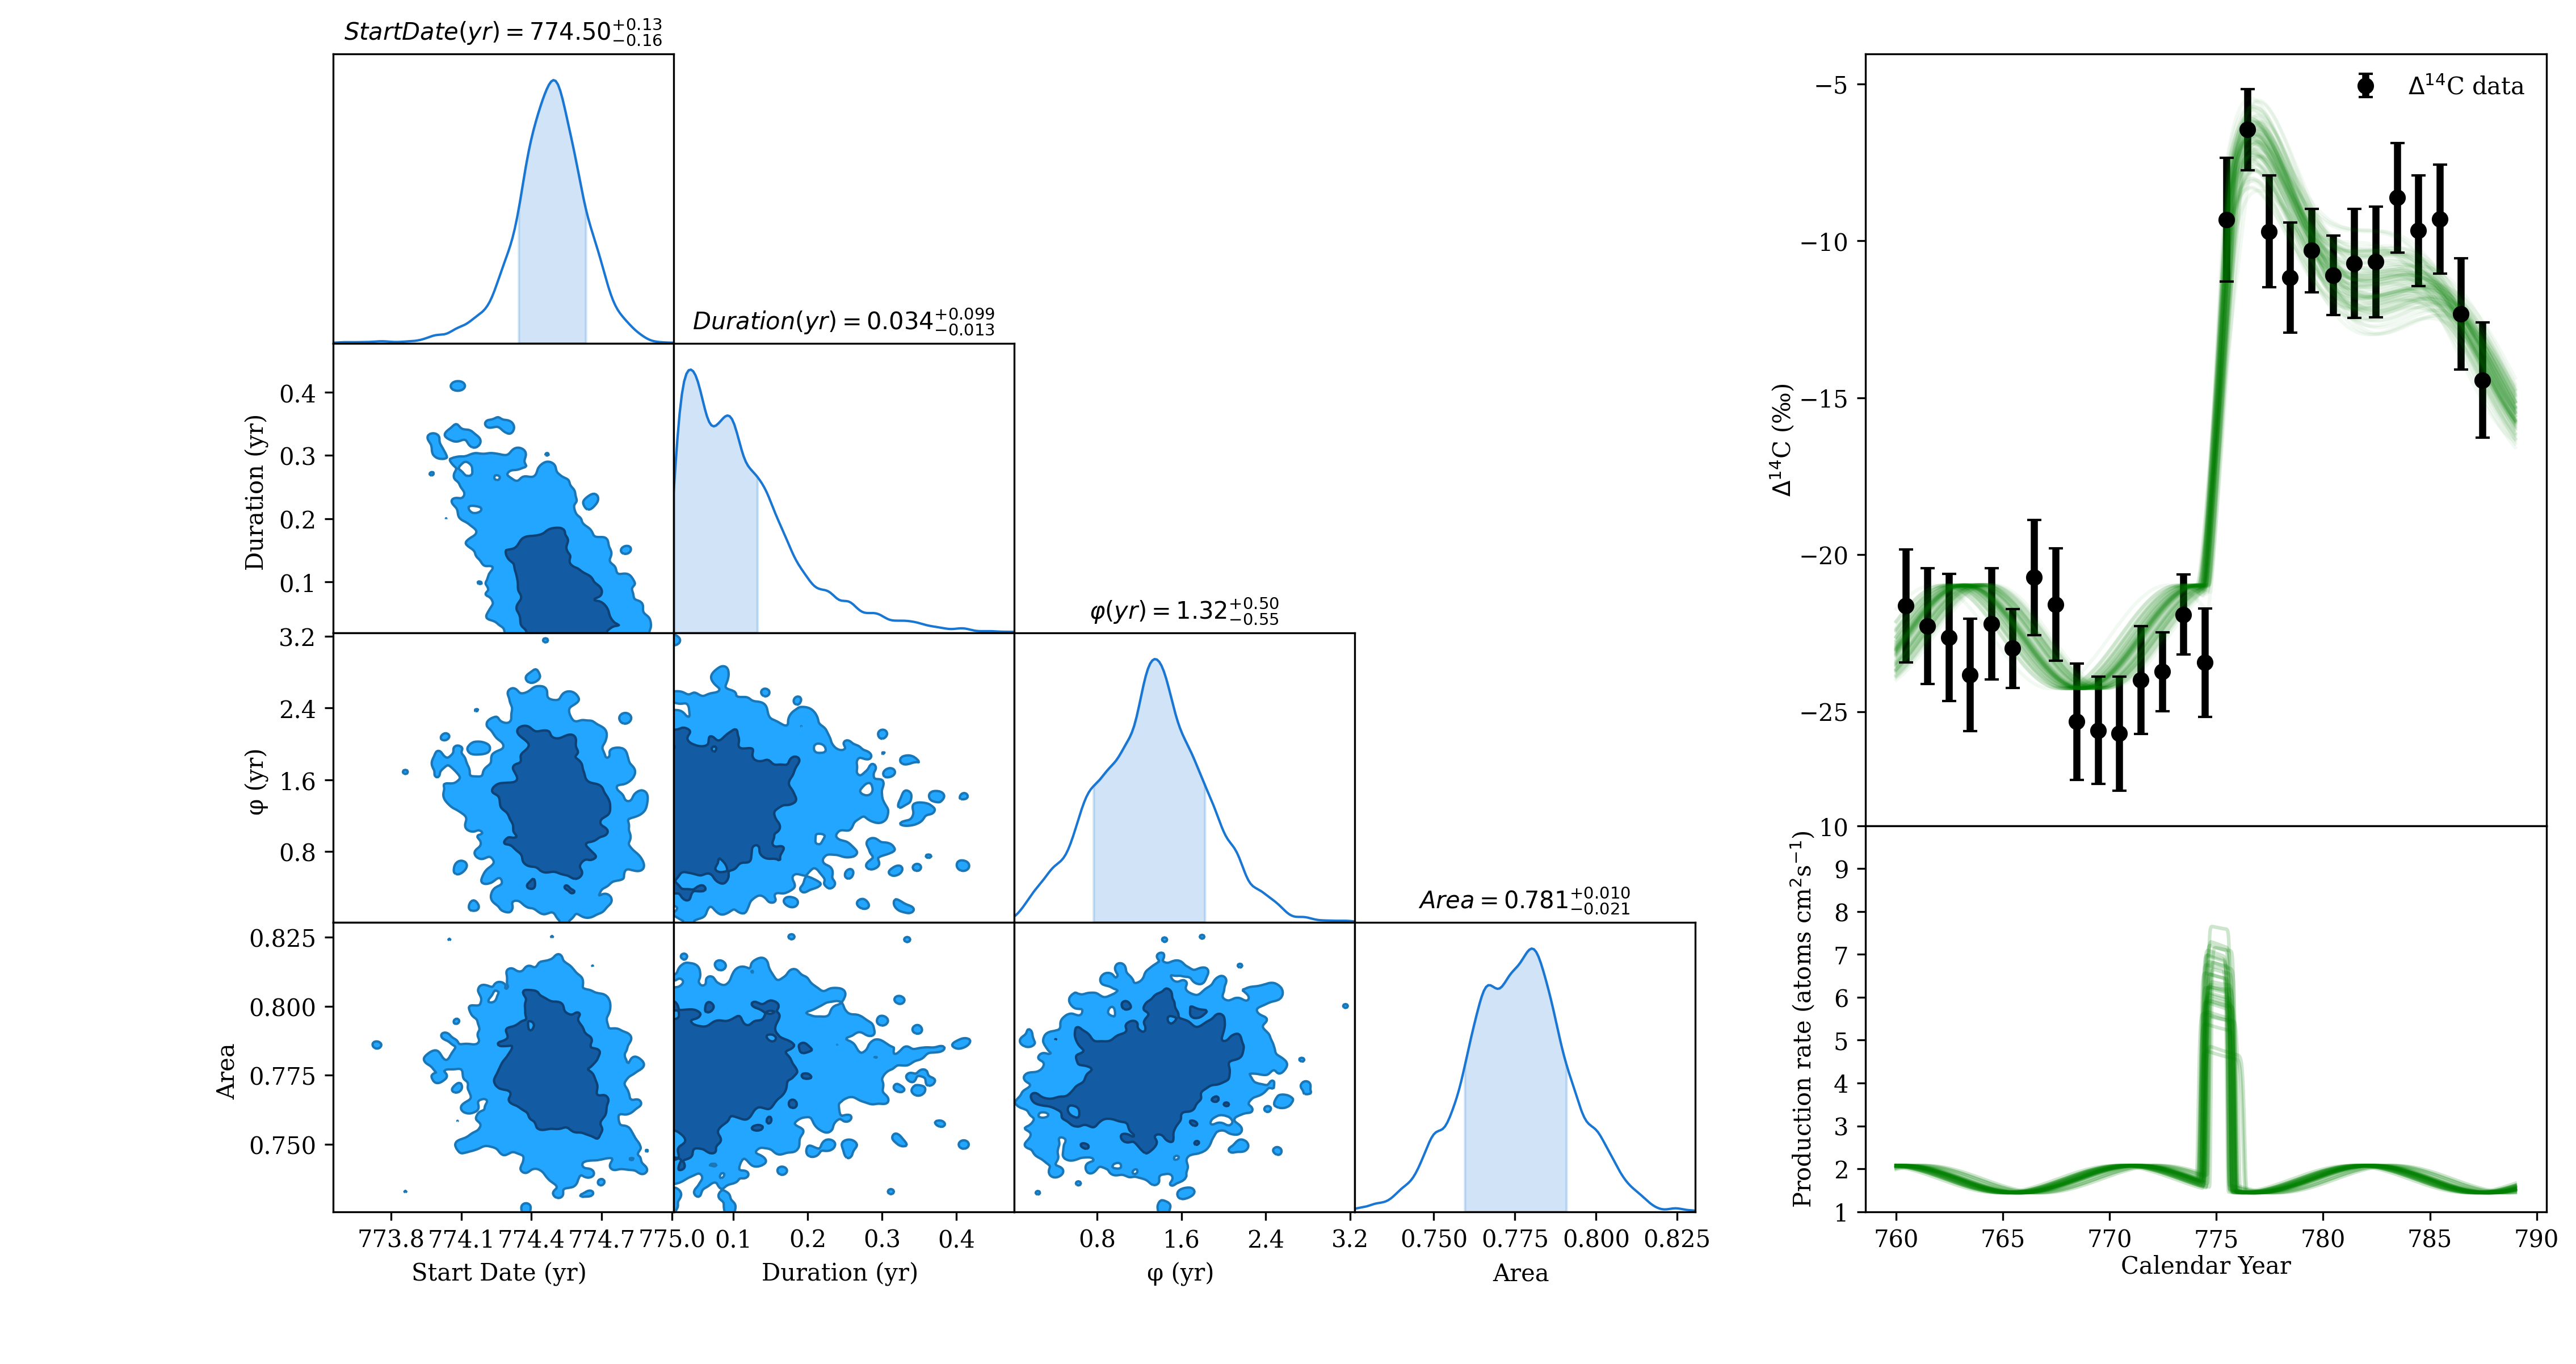 StartDate(yr) = 774.50 +0.13 −0.16
Duration(yr) = 0.034 +0.099 −0.013
φ(yr) = 1.32 +0.50 −0.55
Area = 0.781 +0.010 −0.021
Duration (yr)
0.4
0.3
0.2
0.1
φ (yr)
3.2
2.4
1.6
0.8
Area
0.825
0.800
0.775
0.750
773.8 774.1 774.4 774.7 775.0
Start Date (yr)
0.1 0.2 0.3 0.4
Duration (yr)
0.8 1.6 2.4 3.2
φ (yr)
0.750 0.775 0.800 0.825
Area
Δ¹⁴C data
Δ¹⁴C (‰)
−5
−10
−15
−20
−25
Production rate (atoms cm²s⁻¹)
10
9
8
7
6
5
4
3
2
1
760 765 770 775 780 785 790
Calendar Year